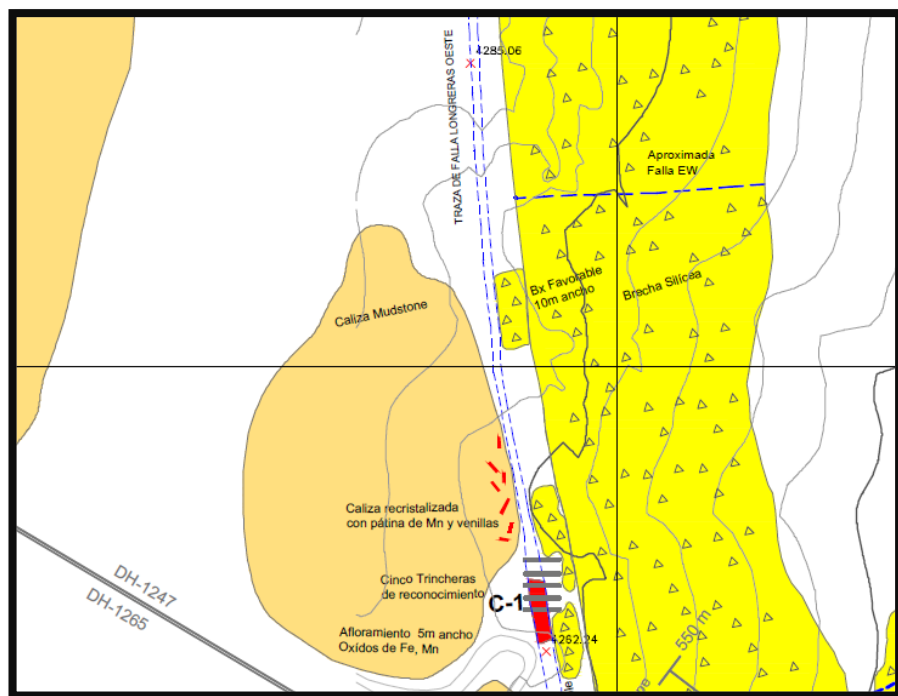 4285.06
TRAZA DE FALLA LONGRERAS OESTE
Aproximada
Falla EW
Bx Favorable
10m ancho
Brecha Silícea
Caliza Mudstone
Caliza recristalizada
con pátina de Mn y venillas
Cinco Trincheras
de reconocimiento
C-1
DH-1247
DH-1265
Afloramiento 5m ancho
Oxidos de Fe, Mn
4262.24
550 m